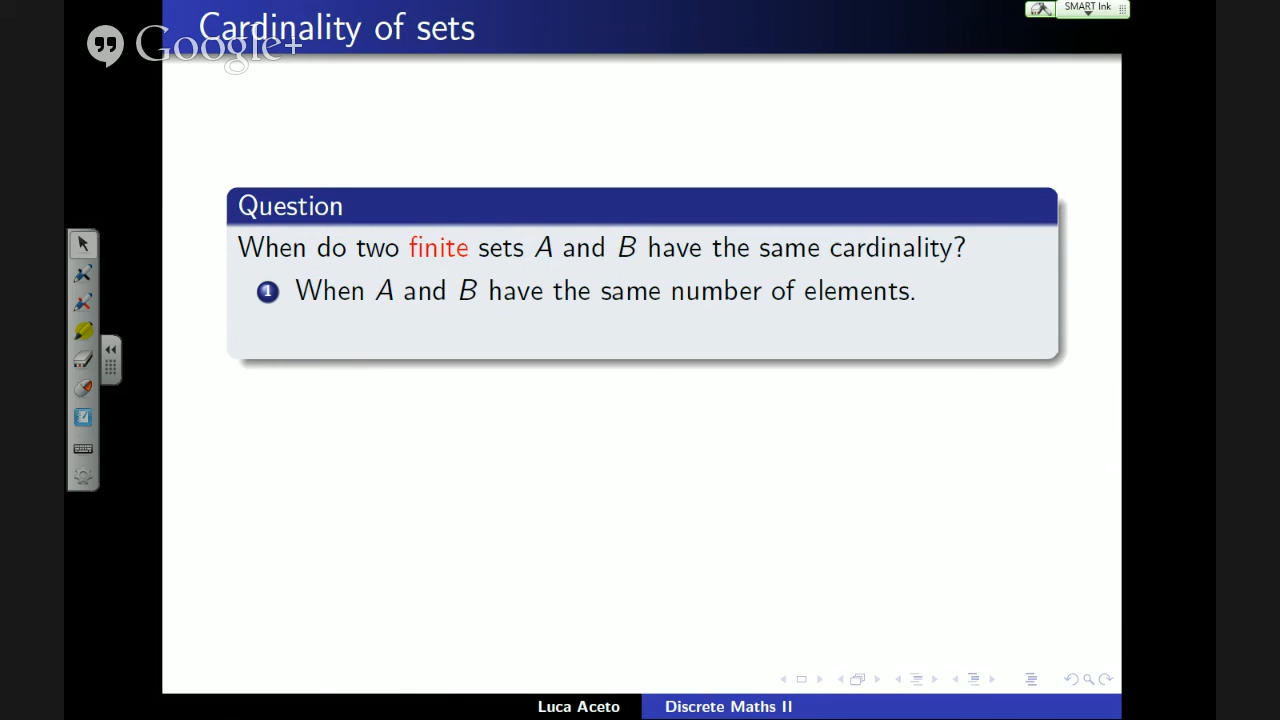 Cardinality of sets
Google+
SMART Ink
Question
When do two finite sets A and B have the same cardinality?
1 When A and B have the same number of elements.
Luca Aceto
Discrete Maths II